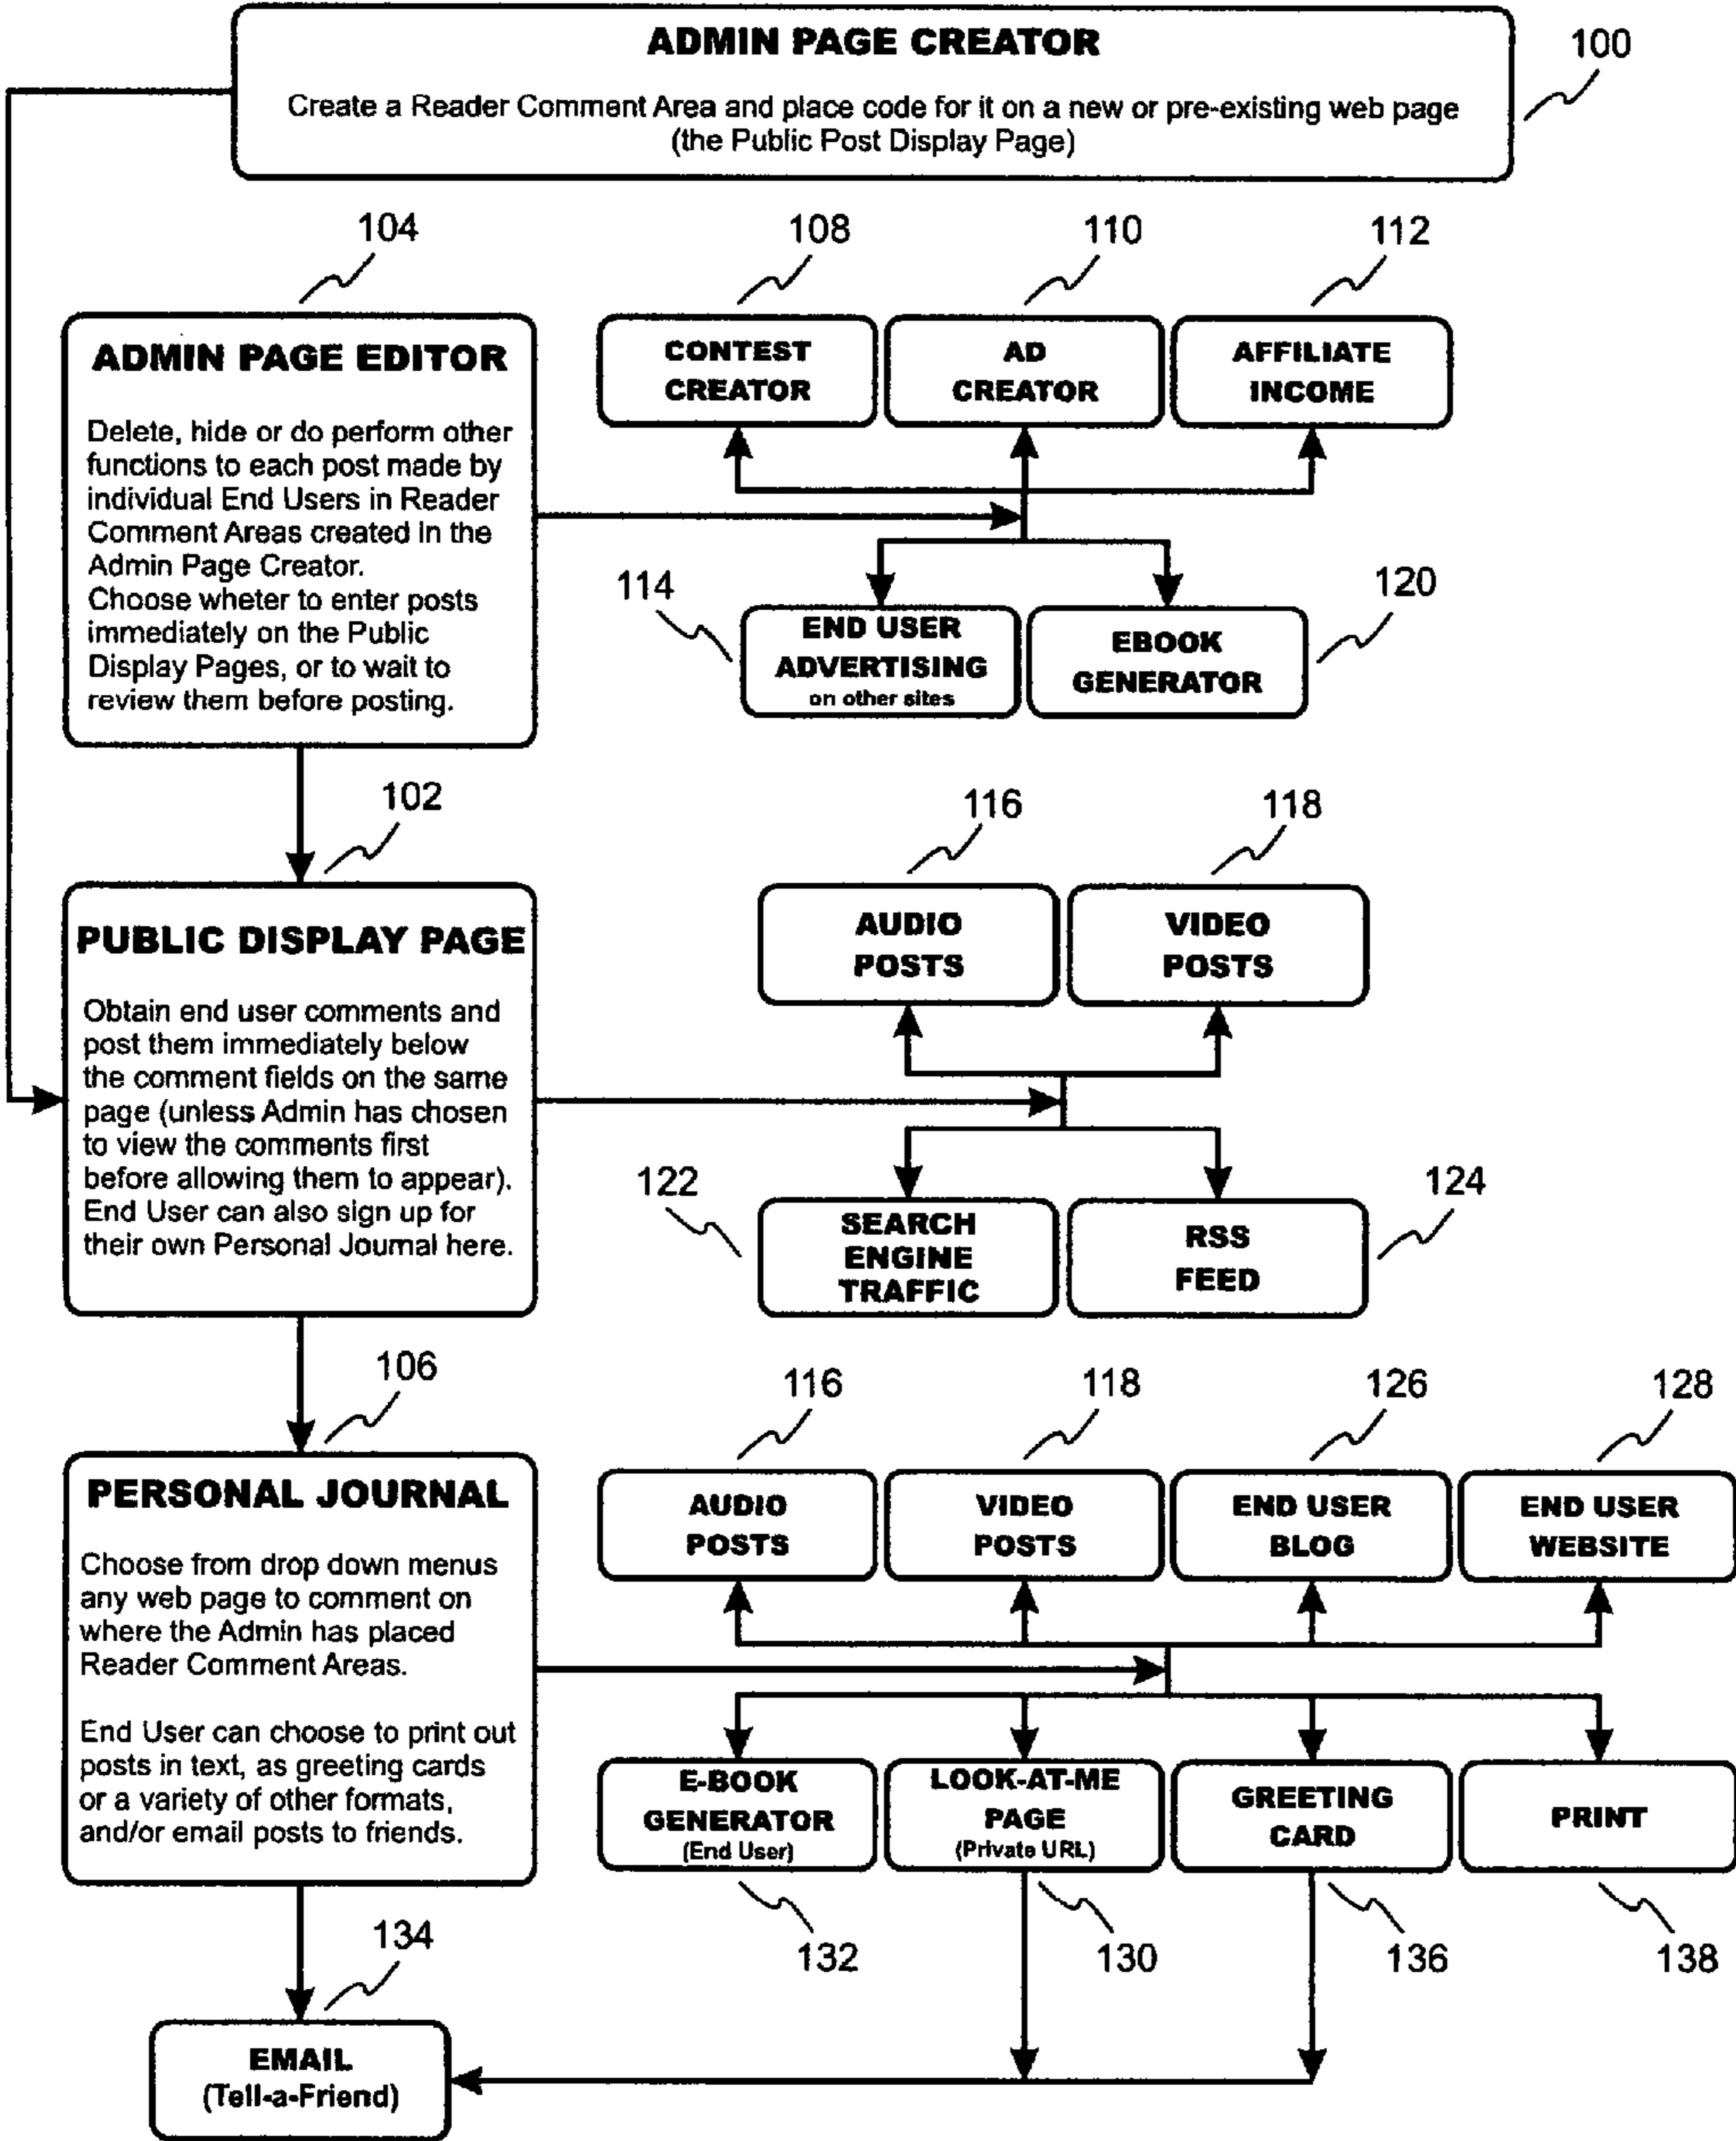 ADMIN PAGE CREATOR
Create a Reader Comment Area and place code for it on a new or pre-existing web page
(the Public Post Display Page)
100
104
108
110
112
ADMIN PAGE EDITOR
Delete, hide or do perform other
functions to each post made by
individual End Users in Reader
Comment Areas created in the
Admin Page Creator.
Choose wheter to enter posts
immediately on the Public
Display Pages, or to wait to
review them before posting.
CONTEST
CREATOR
AD
CREATOR
AFFILIATE
INCOME
114
END USER
ADVERTISING
on other sites
EBOOK
GENERATOR
120
102
116
118
PUBLIC DISPLAY PAGE
Obtain end user comments and
post them immediately below
the comment fields on the same
page (unless Admin has chosen
to view the comments first
before allowing them to appear).
End User can also sign up for
their own Personal Journal here.
AUDIO
POSTS
VIDEO
POSTS
122
SEARCH
ENGINE
TRAFFIC
RSS
FEED
124
106
116
118
126
128
PERSONAL JOURNAL
Choose from drop down menus
any web page to comment on
where the Admin has placed
Reader Comment Areas.
End User can choose to print out
posts in text, as greeting cards
or a variety of other formats,
and/or email posts to friends.
AUDIO
POSTS
VIDEO
POSTS
END USER
BLOG
END USER
WEBSITE
E-BOOK
GENERATOR
(End User)
LOOK-AT-ME
PAGE
(Private URL)
GREETING
CARD
PRINT
132
130
136
138
134
EMAIL
(Tell-a-Friend)